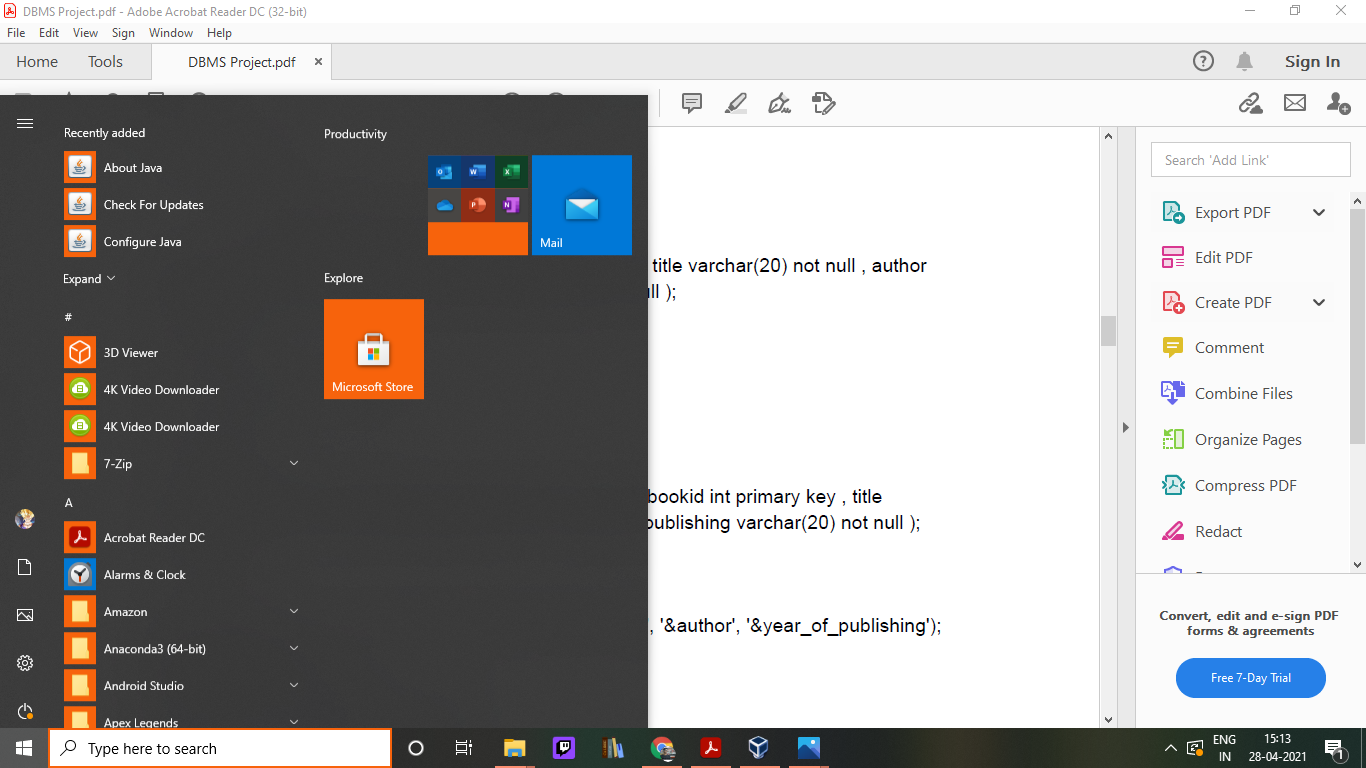 DBMS Project.pdf - Adobe Acrobat Reader DC (32-bit)
File Edit View Sign Window Help
Home Tools DBMS Project.pdf × Sign In
Recently added
About Java
Check For Updates
Configure Java
Expand
#
3D Viewer
4K Video Downloader
4K Video Downloader
7-Zip
A
Acrobat Reader DC
Alarms & Clock
Amazon
Anaconda3 (64-bit)
Android Studio
Apex Legends
Productivity
Mail
Explore
Microsoft Store
title varchar(20) not null , author
ll );
bookid int primary key , title
publishing varchar(20) not null );
', '&author', '&year_of_publishing');
Search 'Add Link'
Export PDF
Edit PDF
Create PDF
Comment
Combine Files
Organize Pages
Compress PDF
Redact
Convert, edit and e-sign PDF
forms & agreements
Free 7-Day Trial
Type here to search
ENG
IN
15:13
28-04-2021
1